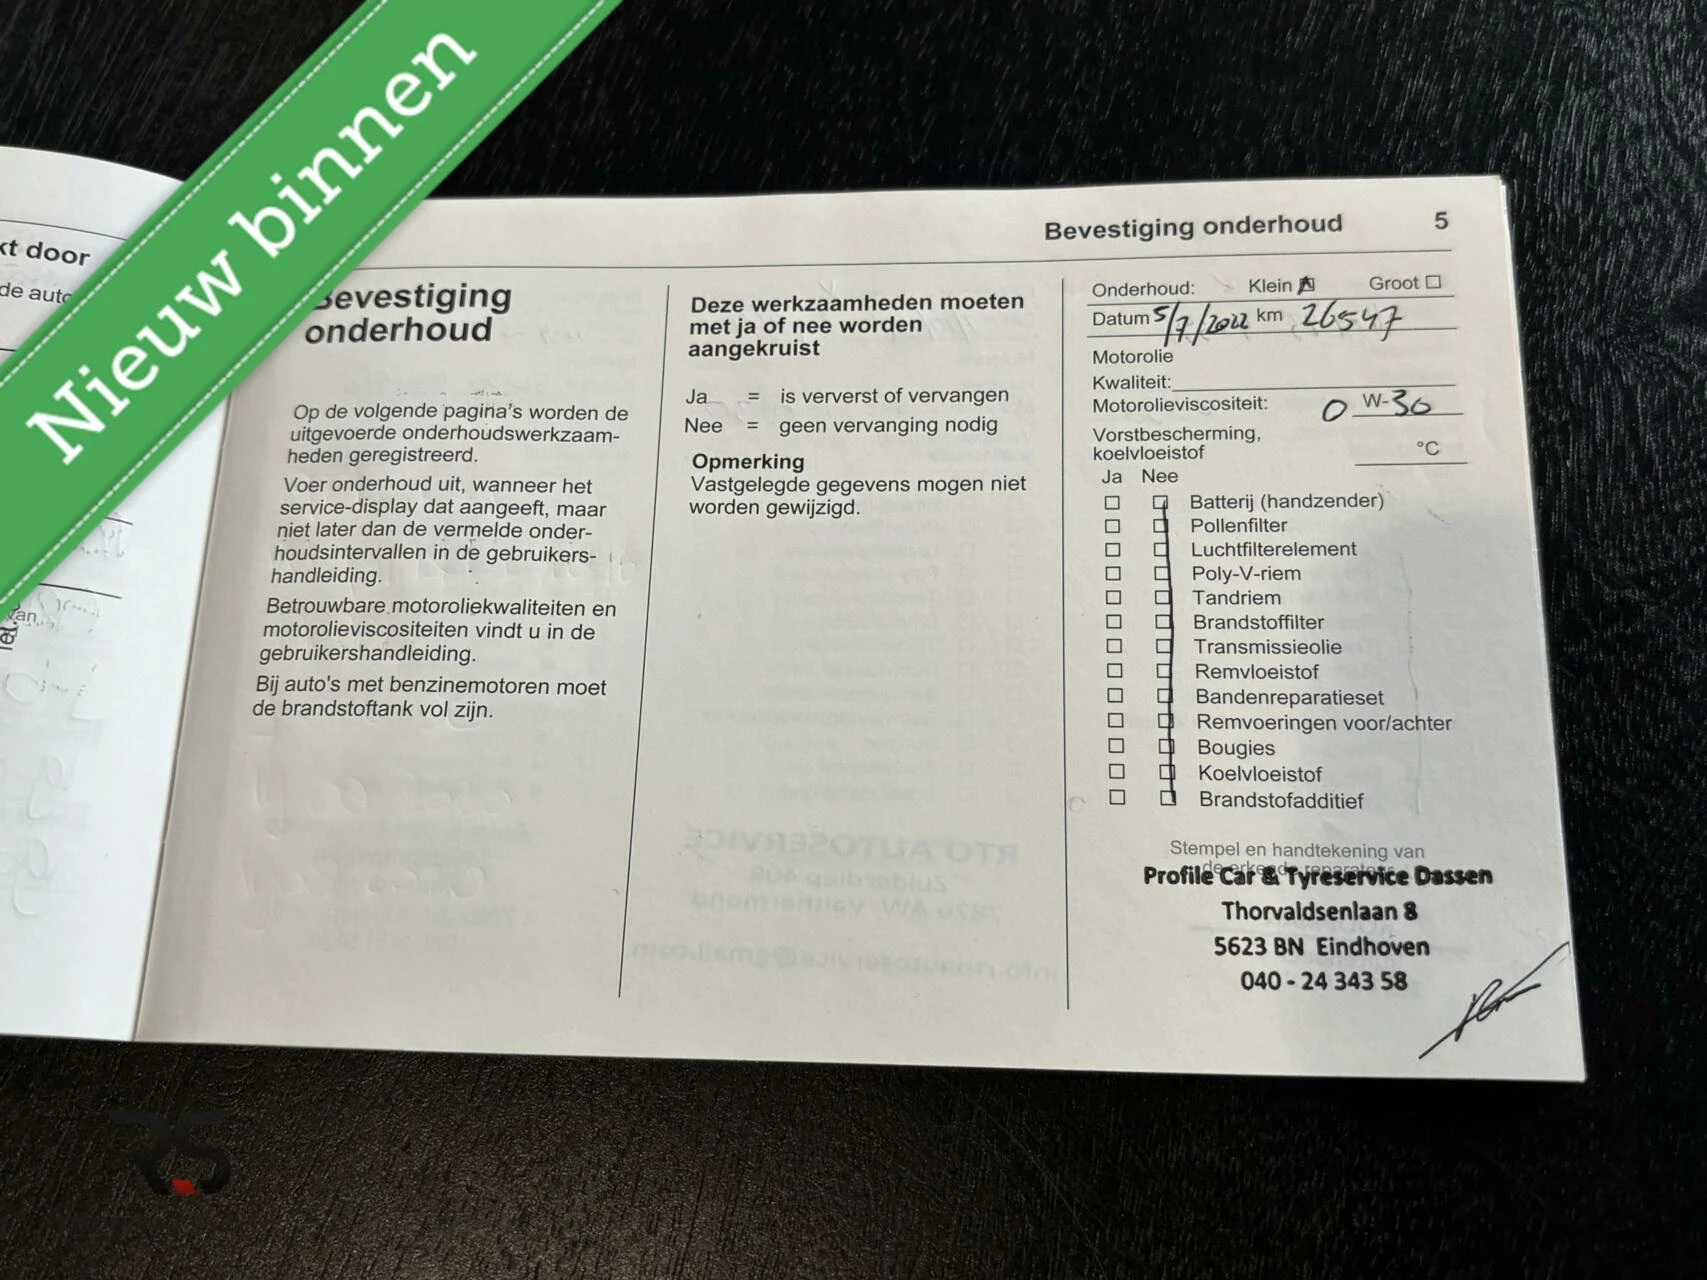 Nieuw binnen
kt door
de auto
van
Tel.
Bevestiging onderhoud 5
Bevestiging
onderhoud
Op de volgende pagina's worden de
uitgevoerde onderhoudswerkzaam-
heden geregistreerd.
Voer onderhoud uit, wanneer het
service-display dat aangeeft, maar
niet later dan de vermelde onder-
houdsintervallen in de gebruikers-
handleiding.
Betrouwbare motoroliekwaliteiten en
motorolieviscositeiten vindt u in de
gebruikershandleiding.
Bij auto's met benzinemotoren moet
de brandstoftank vol zijn.
Deze werkzaamheden moeten
met ja of nee worden
aangekruist
Ja = is ververst of vervangen
Nee = geen vervanging nodig
Opmerking
Vastgelegde gegevens mogen niet
worden gewijzigd.
Onderhoud: Klein Groot
Datum 5/7/2022 km 26547
Motorolie
Kwaliteit:
Motorolieviscositeit: 0 W-30
Vorstbescherming,
koelvloeistof °C
Ja Nee
Batterij (handzender)
Pollenfilter
Luchtfilterelement
Poly-V-riem
Tandriem
Brandstoffilter
Transmissieolie
Remvloeistof
Bandenreparatieset
Remvoeringen voor/achter
Bougies
Koelvloeistof
Brandstofadditief
Stempel en handtekening van
de erkende reparateur
Profile Car & Tyreservice Dassen
Thorvaldsenlaan 8
5623 BN Eindhoven
040 - 24 343 58